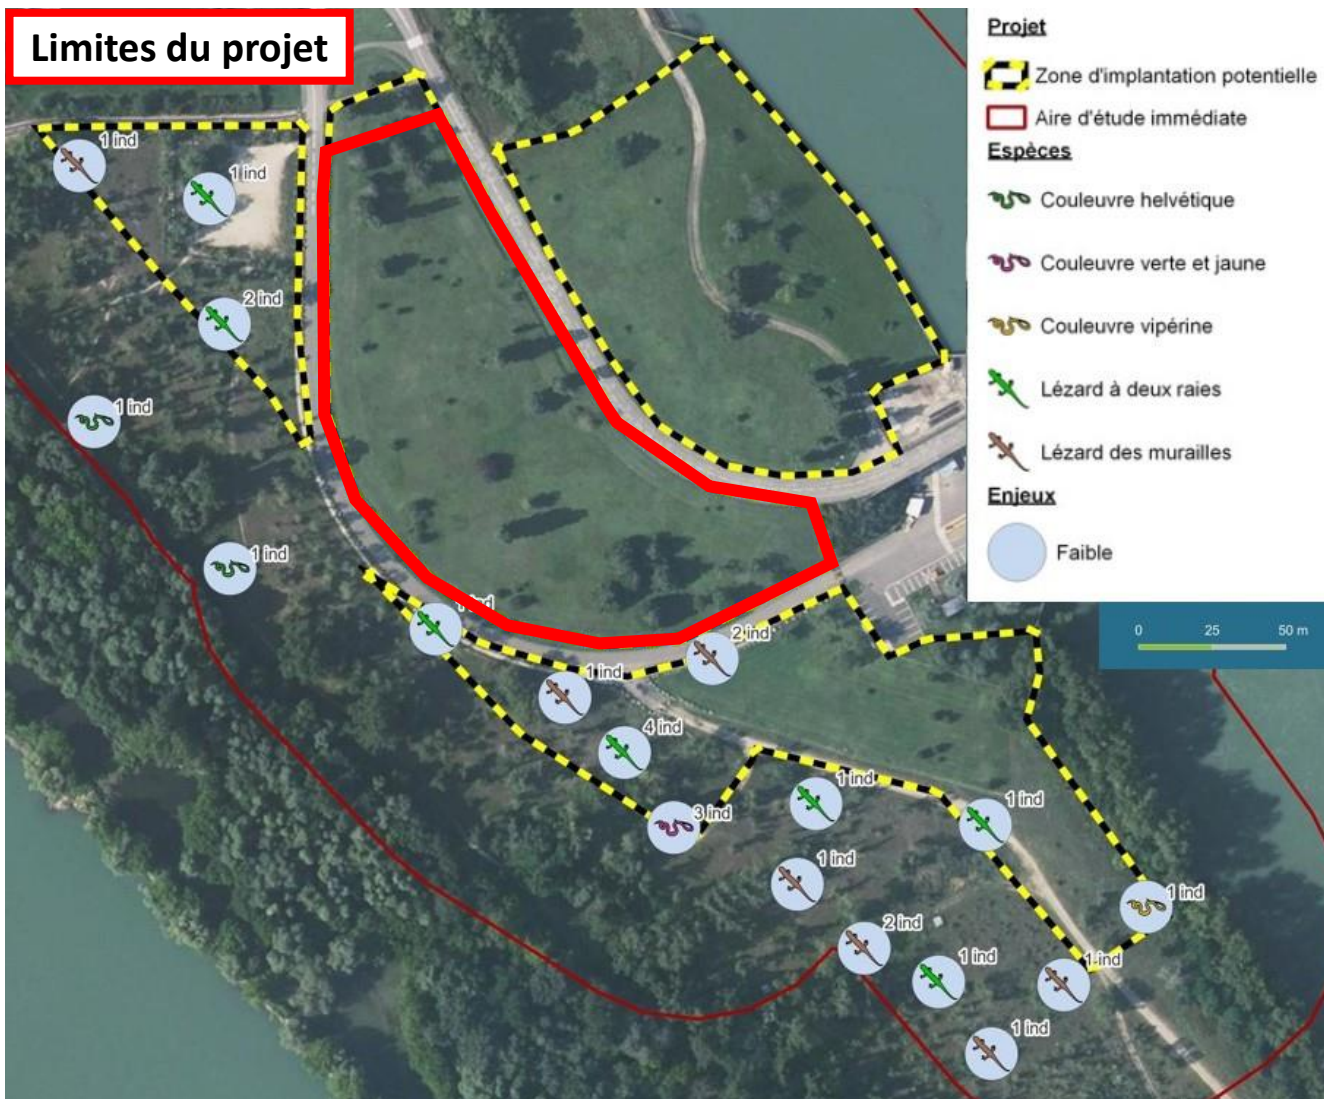 Limites du projet
Projet
Zone d'implantation potentielle
Aire d'étude immédiate
Espèces
Couleuvre helvétique
Couleuvre verte et jaune
Couleuvre vipérine
Lézard à deux raies
Lézard des murailles
Enjeux
Faible
0 25 50 m
1 ind
1 ind
2 ind
1 ind
1 ind
1 ind
2 ind
1 ind
4 ind
1 ind
3 ind
1 ind
1 ind
1 ind
2 ind
1 ind
1 ind
1 ind